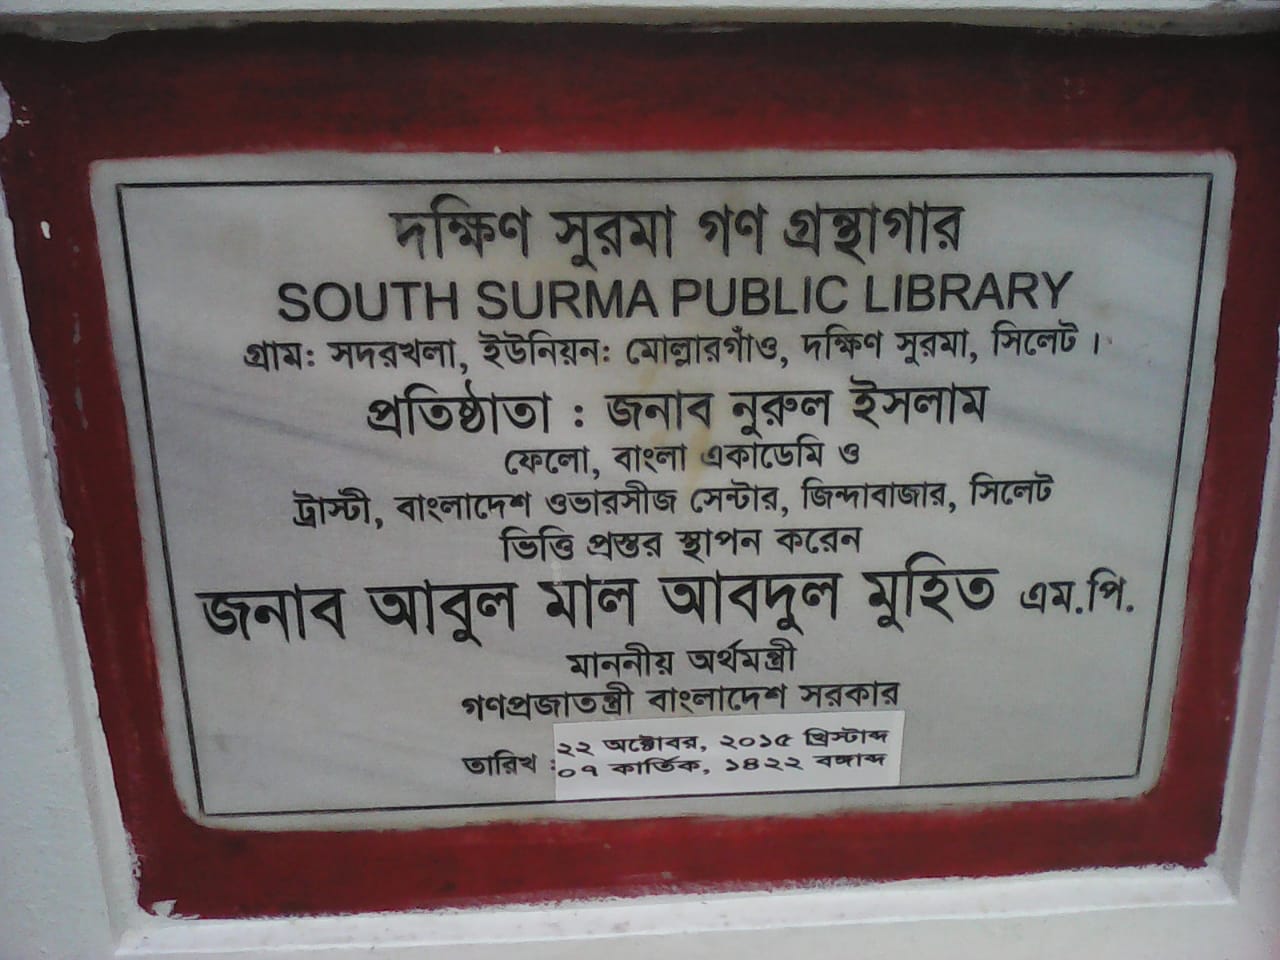 দক্ষিণ সুরমা গণ গ্রন্থাগার
SOUTH SURMA PUBLIC LIBRARY
গ্রাম: সদরখলা, ইউনিয়ন: মোল্লারগাঁও, দক্ষিণ সুরমা, সিলেট।
প্রতিষ্ঠাতা : জনাব নুরুল ইসলাম
ফেলো, বাংলা একাডেমি ও
ট্রাস্টী, বাংলাদেশ ওভারসীজ সেন্টার, জিন্দাবাজার, সিলেট
ভিত্তি প্রস্তর স্থাপন করেন
জনাব আবুল মাল আবদুল মুহিত এম.পি.
মাননীয় অর্থমন্ত্রী
গণপ্রজাতন্ত্রী বাংলাদেশ সরকার
তারিখ : ২২ অক্টোবর, ২০১৫ খ্রিস্টাব্দ
০৭ কার্তিক, ১৪২২ বঙ্গাব্দ